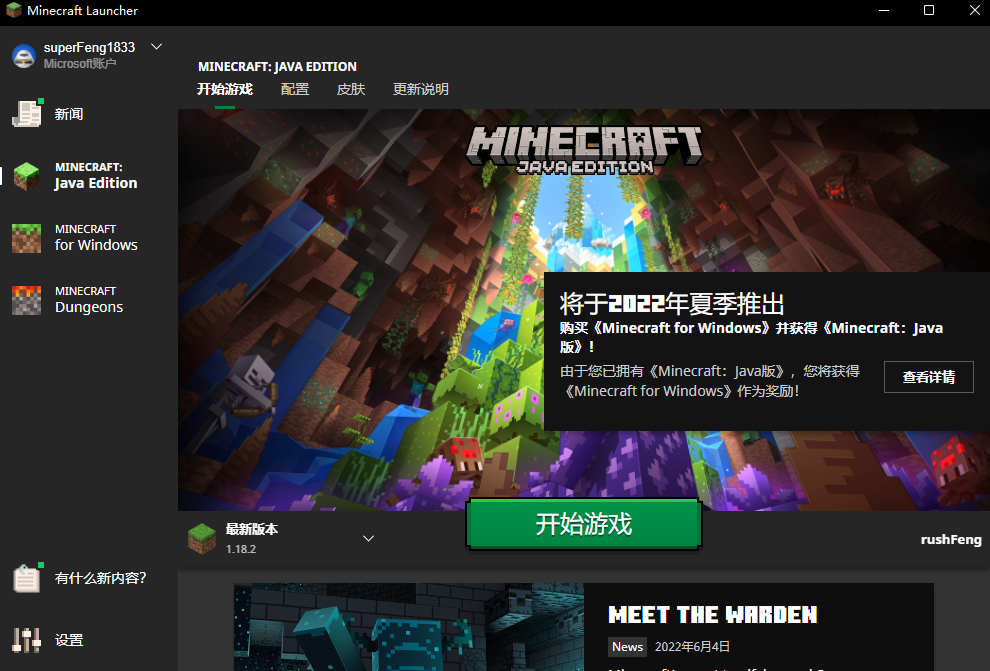 Minecraft Launcher
superFeng1833
Microsoft账户
新闻
MINECRAFT:
Java Edition
MINECRAFT
for Windows
MINECRAFT
Dungeons
有什么新内容?
设置
MINECRAFT: JAVA EDITION
开始游戏 配置 皮肤 更新说明
MINECRAFT
JAVA EDITION
将于2022年夏季推出
购买《Minecraft for Windows》并获得《Minecraft：Java
版》!
由于您已拥有《Minecraft：Java版》，您将获得
《Minecraft for Windows》作为奖励!
查看详情
最新版本
1.18.2
开始游戏
rushFeng
MEET THE WARDEN
News 2022年6月4日